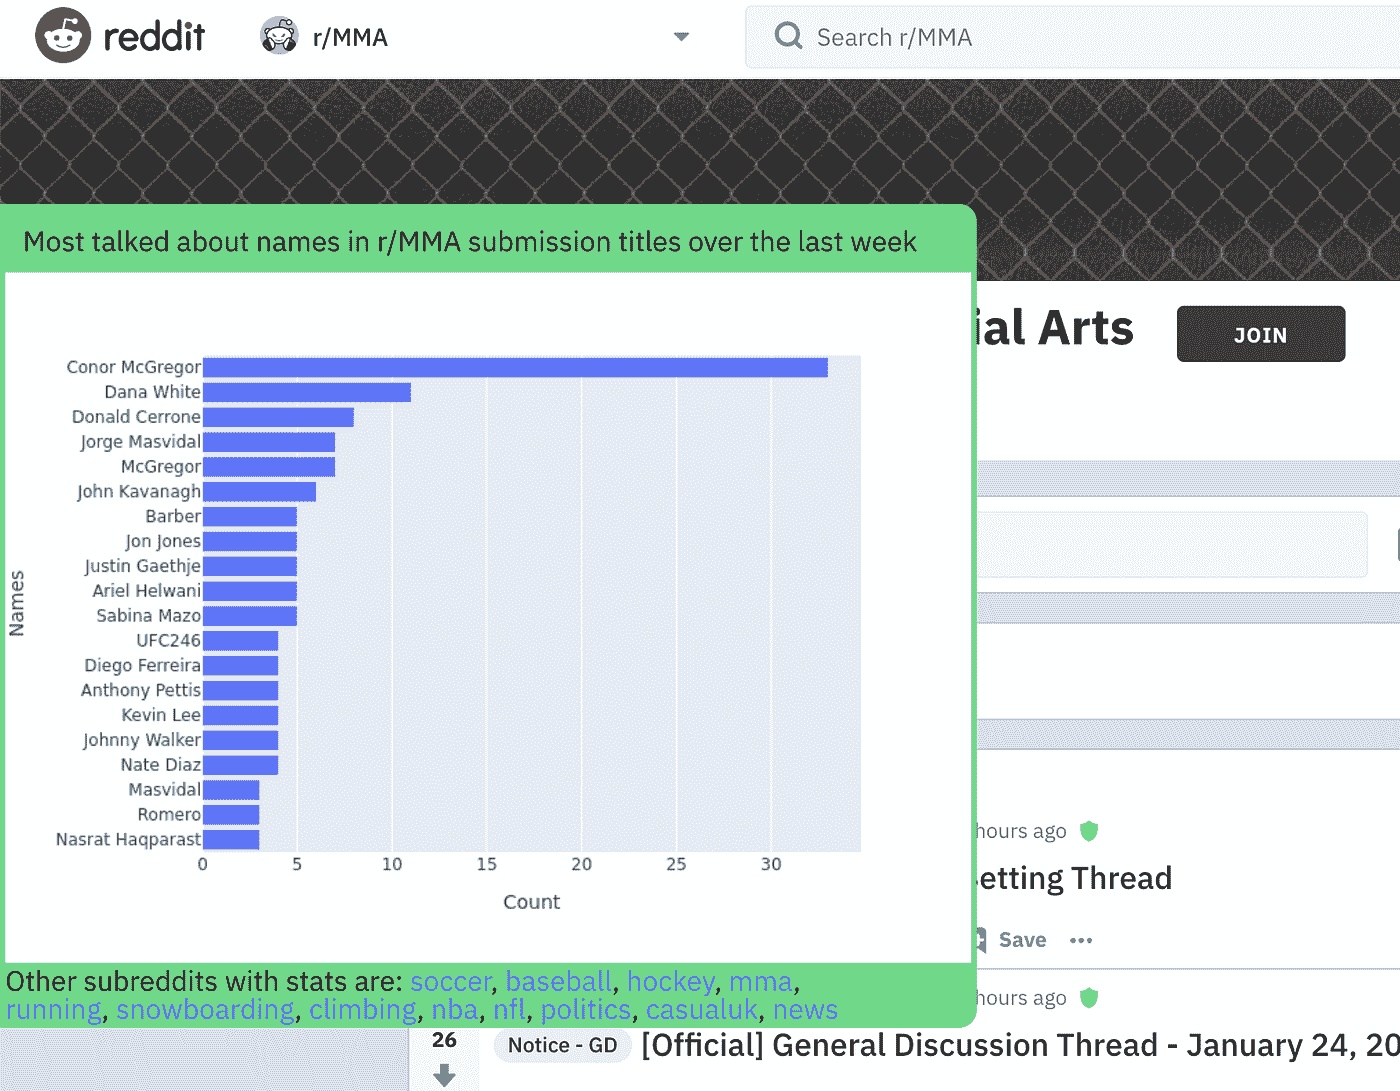 reddit r/MMA Search r/MMA
Most talked about names in r/MMA submission titles over the last week
Arts
JOIN
Conor McGregor
Dana White
Donald Cerrone
Jorge Masvidal
McGregor
John Kavanagh
Barber
Jon Jones
Justin Gaethje
Ariel Helwani
Sabina Mazo
UFC246
Diego Ferreira
Anthony Pettis
Kevin Lee
Johnny Walker
Nate Diaz
Masvidal
Romero
Nasrat Haqparast
Names
0 5 10 15 20 25 30
Count
hours ago
etting Thread
Save
Other subreddits with stats are: soccer, baseball, hockey, mma,
running, snowboarding, climbing, nba, nfl, politics, casualuk, news
hours ago
26
Notice - GD [Official] General Discussion Thread - January 24, 20